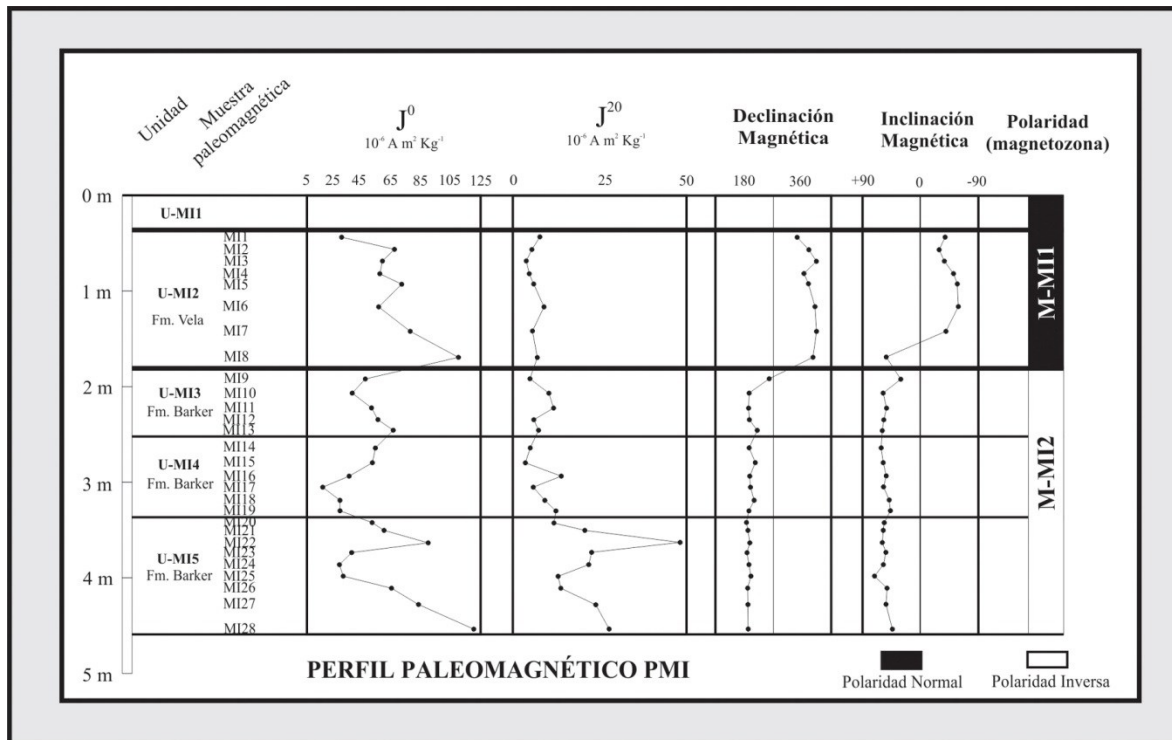 Unidad
Muestra
paleomagnética
J⁰
10⁻⁶ A m² Kg⁻¹
J²⁰
10⁻⁶ A m² Kg⁻¹
Declinación
Magnética
Inclinación
Magnética
Polaridad
(magnetozona)
5 25 45 65 85 105 125
0 25 50
180 360
+90 0 -90
0 m
U-MI1
MI1
MI2
MI3
MI4
MI5
1 m
U-MI2
Fm. Vela
MI6
MI7
MI8
M-MI1
MI9
2 m
U-MI3
Fm. Barker
MI10
MI11
MI12
MI13
MI14
U-MI4
Fm. Barker
MI15
MI16
3 m
MI17
MI18
MI19
M-MI2
MI20
MI21
MI22
U-MI5
Fm. Barker
MI23
MI24
4 m
MI25
MI26
MI27
MI28
5 m
PERFIL PALEOMAGNÉTICO PMI
Polaridad Normal
Polaridad Inversa